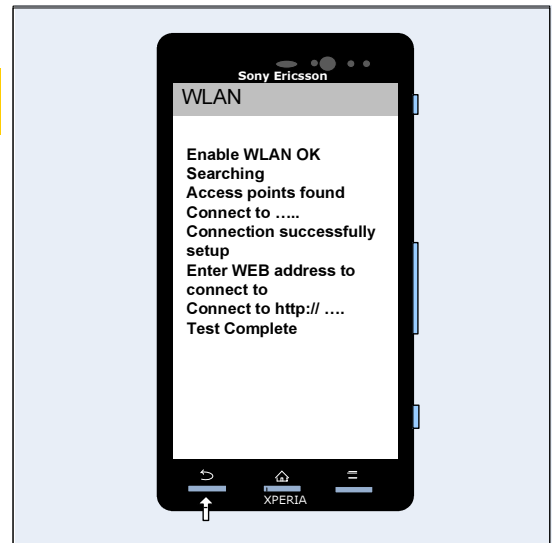 Sony Ericsson
WLAN
Enable WLAN OK
Searching
Access points found
Connect to …..
Connection successfully
setup
Enter WEB address to
connect to
Connect to http:// ….
Test Complete
XPERIA